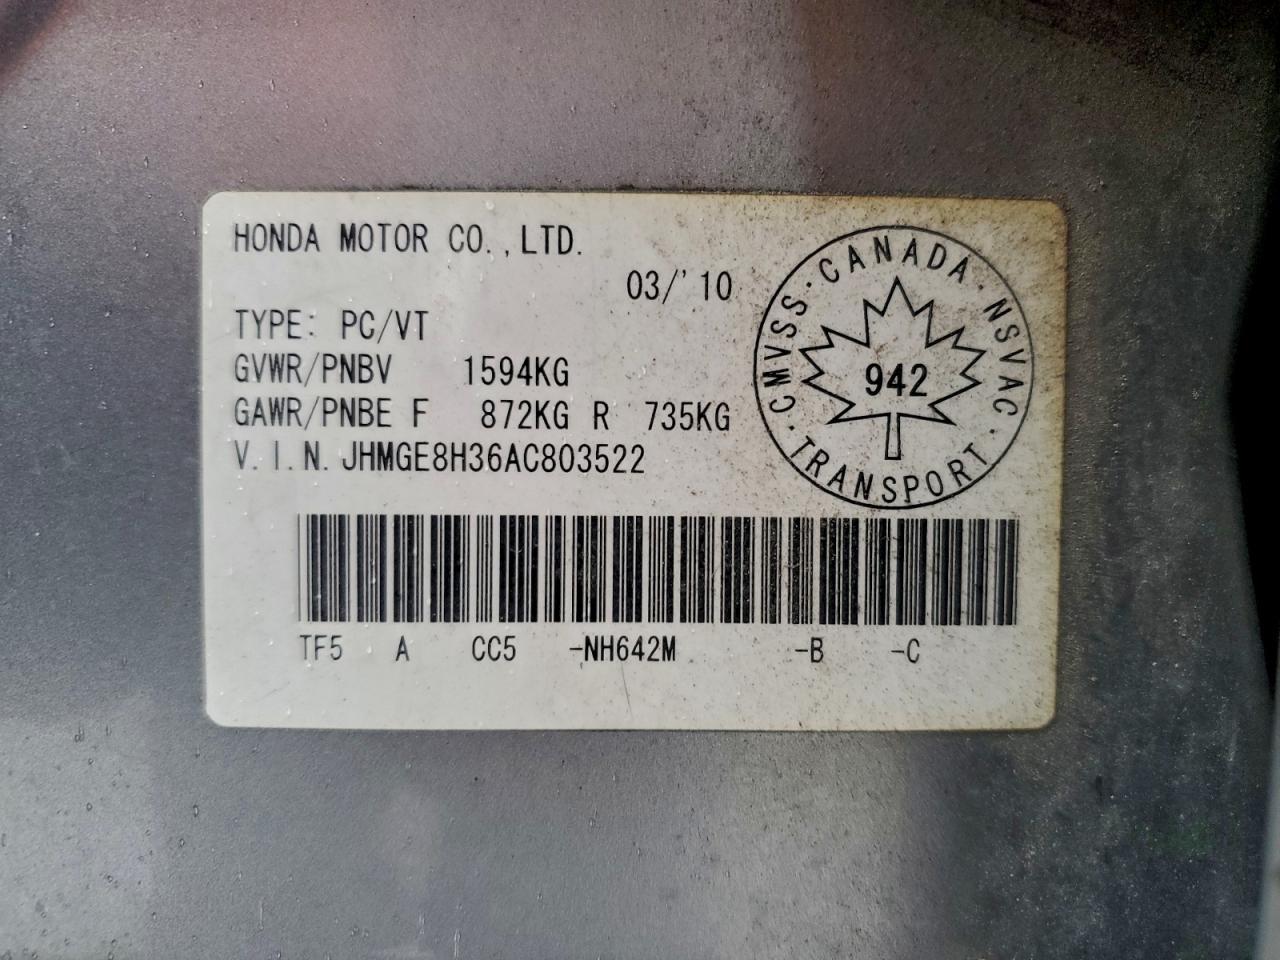 HONDA MOTOR CO.,LTD.
03/'10
TYPE: PC/VT
GVWR/PNBV 1594KG
GAWR/PNBE F 872KG R 735KG
V.I.N. JHMGE8H36AC803522
CMVSS · CANADA · NSVAC · TRANSPORT ·
942
TF5 A CC5 -NH642M -B -C